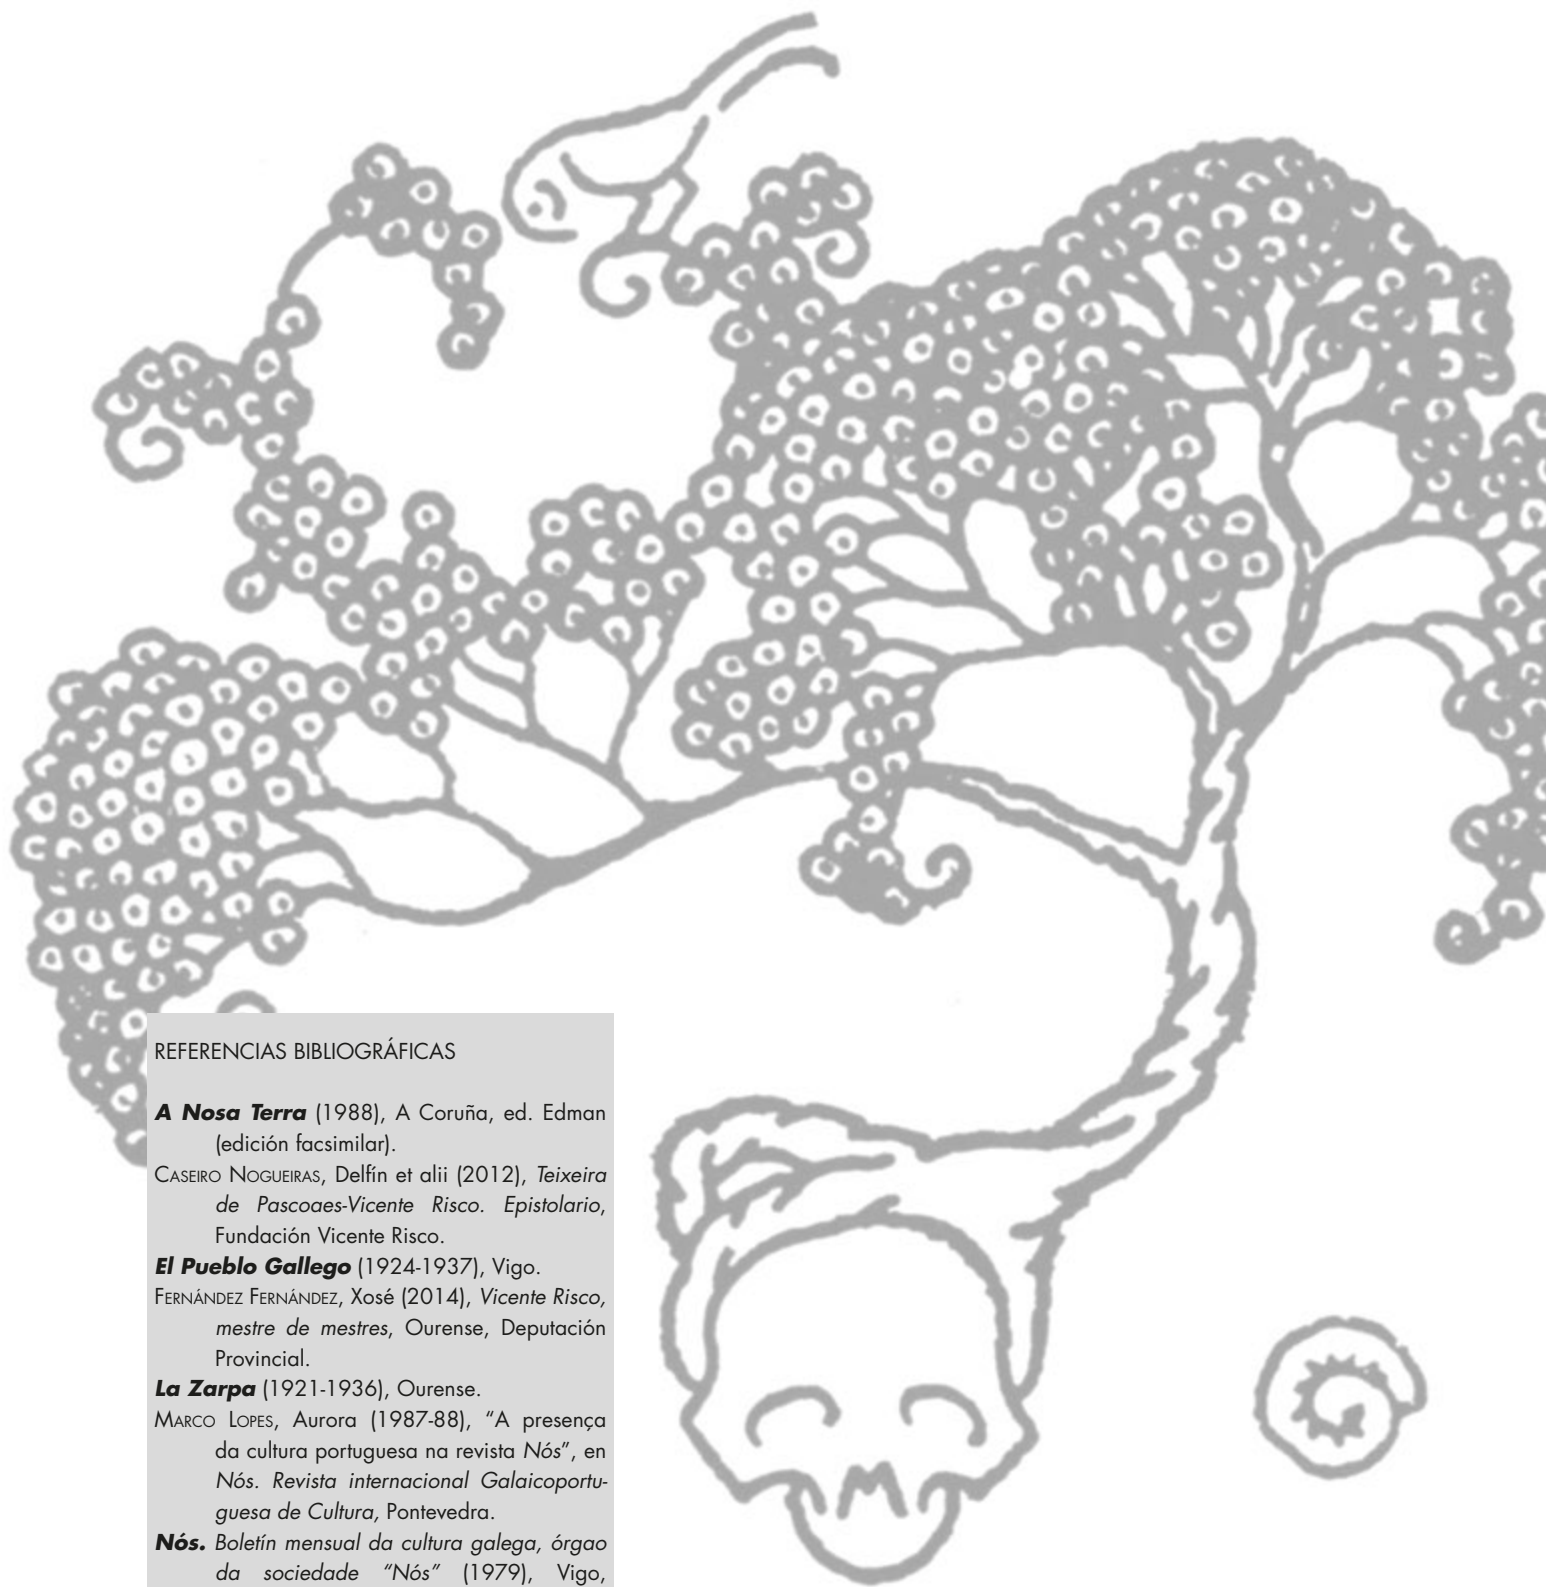 REFERENCIAS BIBLIOGRÁFICAS
A Nosa Terra (1988), A Coruña, ed. Edman
(edición facsimilar).
CASEIRO NOGUEIRAS, Delfín et alii (2012), Teixeira
de Pascoaes-Vicente Risco. Epistolario,
Fundación Vicente Risco.
El Pueblo Gallego (1924-1937), Vigo.
FERNÁNDEZ FERNÁNDEZ, Xosé (2014), Vicente Risco,
mestre de mestres, Ourense, Deputación
Provincial.
La Zarpa (1921-1936), Ourense.
MARCO LOPES, Aurora (1987-88), “A presença
da cultura portuguesa na revista Nós”, en
Nós. Revista internacional Galaicoportu-
guesa de Cultura, Pontevedra.
Nós. Boletín mensual da cultura galega, órgao
da sociedade “Nós” (1979), Vigo,